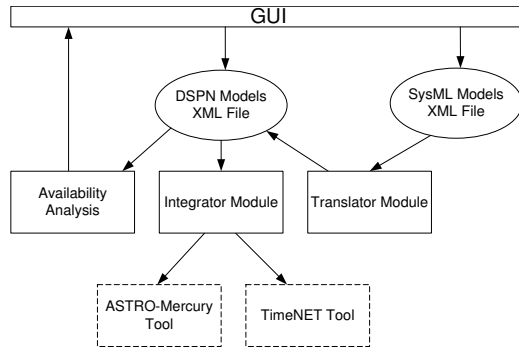 GUI
DSPN Models
XML File
SysML Models
XML File
Availability
Analysis
Integrator Module
Translator Module
ASTRO-Mercury
Tool
TimeNET Tool